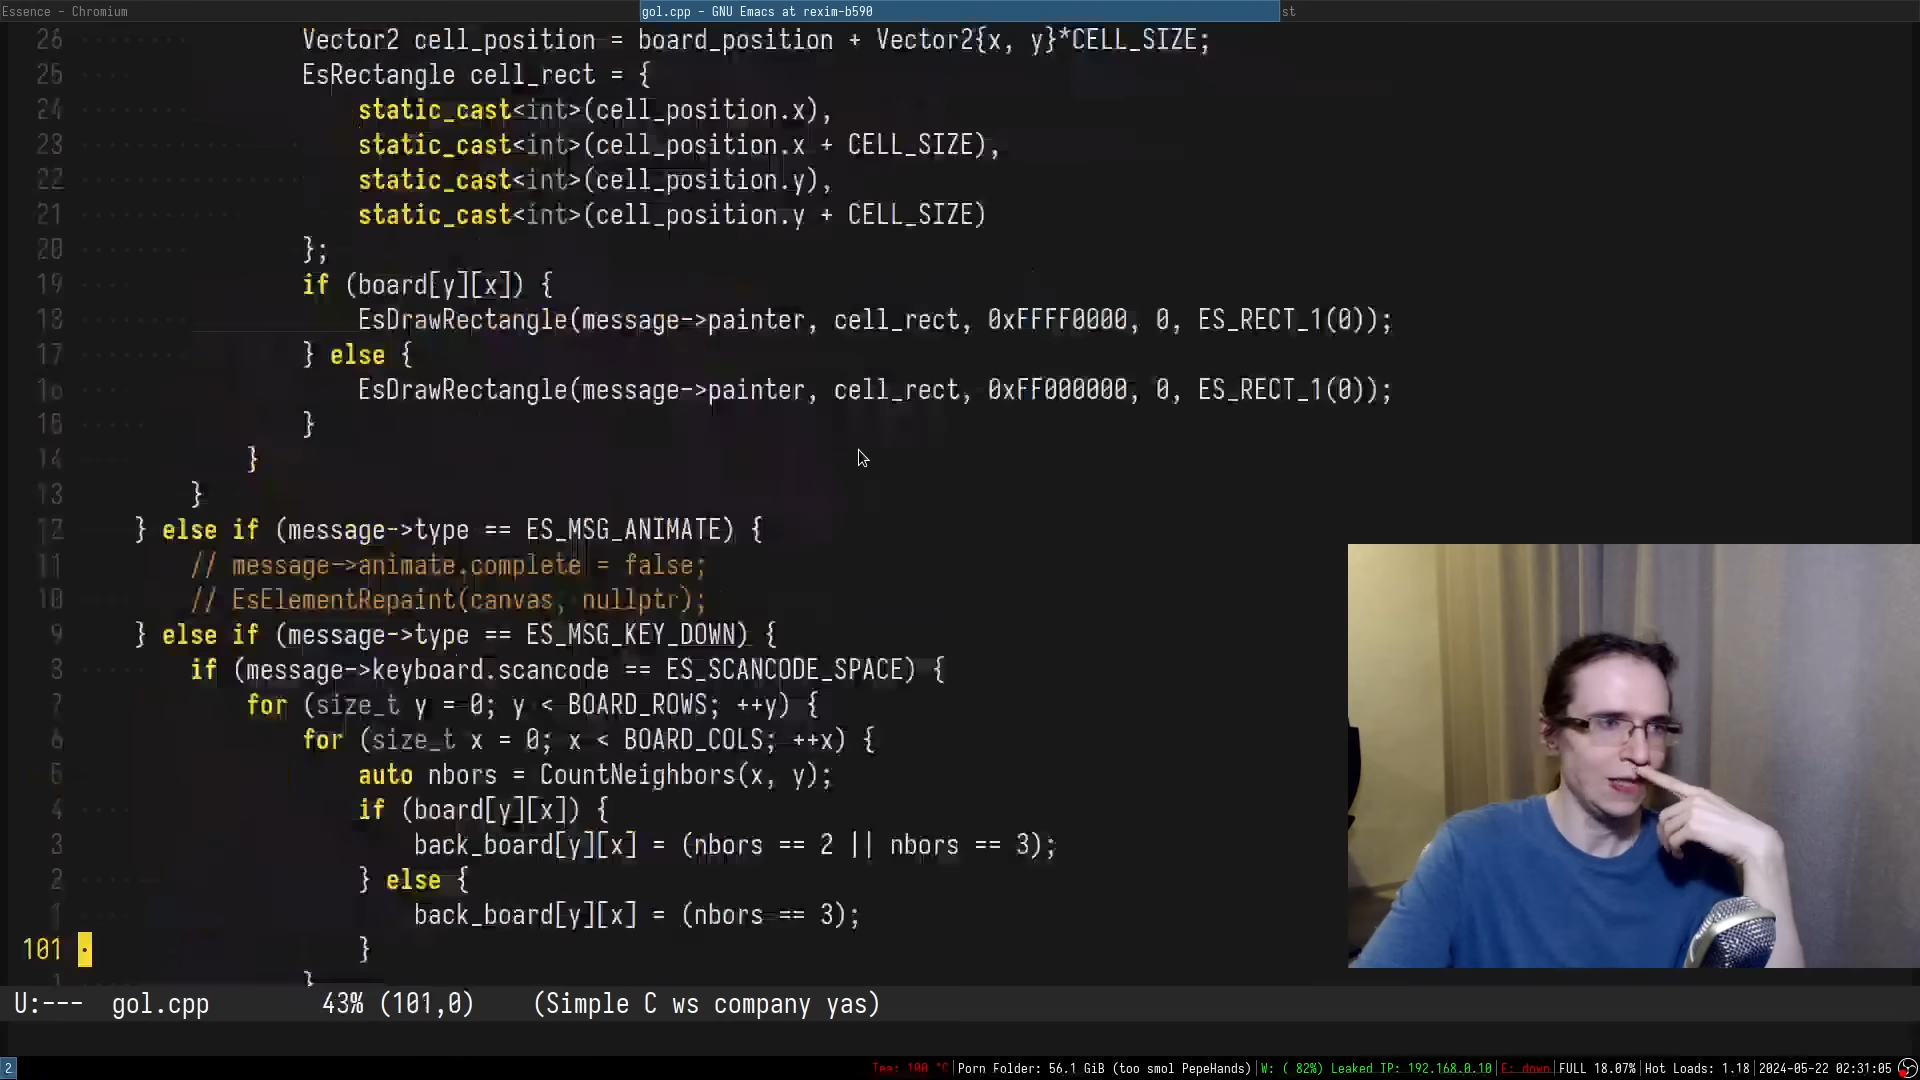 Essence - Chromium
gol.cpp - GNU Emacs at rexim-b590
st
26 Vector2 cell_position = board_position + Vector2{x, y}*CELL_SIZE;
25 EsRectangle cell_rect = {
24 static_cast<int>(cell_position.x),
23 static_cast<int>(cell_position.x + CELL_SIZE),
22 static_cast<int>(cell_position.y),
21 static_cast<int>(cell_position.y + CELL_SIZE)
20 };
19 if (board[y][x]) {
18 EsDrawRectangle(message->painter, cell_rect, 0xFFFF0000, 0, ES_RECT_1(0));
17 } else {
16 EsDrawRectangle(message->painter, cell_rect, 0xFF000000, 0, ES_RECT_1(0));
15 }
14 }
13 }
12 } else if (message->type == ES_MSG_ANIMATE) {
11 // message->animate.complete = false;
10 // EsElementRepaint(canvas, nullptr);
9 } else if (message->type == ES_MSG_KEY_DOWN) {
8 if (message->keyboard.scancode == ES_SCANCODE_SPACE) {
7 for (size_t y = 0; y < BOARD_ROWS; ++y) {
6 for (size_t x = 0; x < BOARD_COLS; ++x) {
5 auto nbors = CountNeighbors(x, y);
4 if (board[y][x]) {
3 back_board[y][x] = (nbors == 2 || nbors == 3);
2 } else {
1 back_board[y][x] = (nbors == 3);
101 }
1 }
U:--- gol.cpp 43% (101,0) (Simple C ws company yas)
2 Tea: 100 °C|Porn Folder: 56.1 GiB (too smol PepeHands)|W: ( 82%) Leaked IP: 192.168.0.10|E: down|FULL 18.07%|Hot Loads: 1.18|2024-05-22 02:31:05